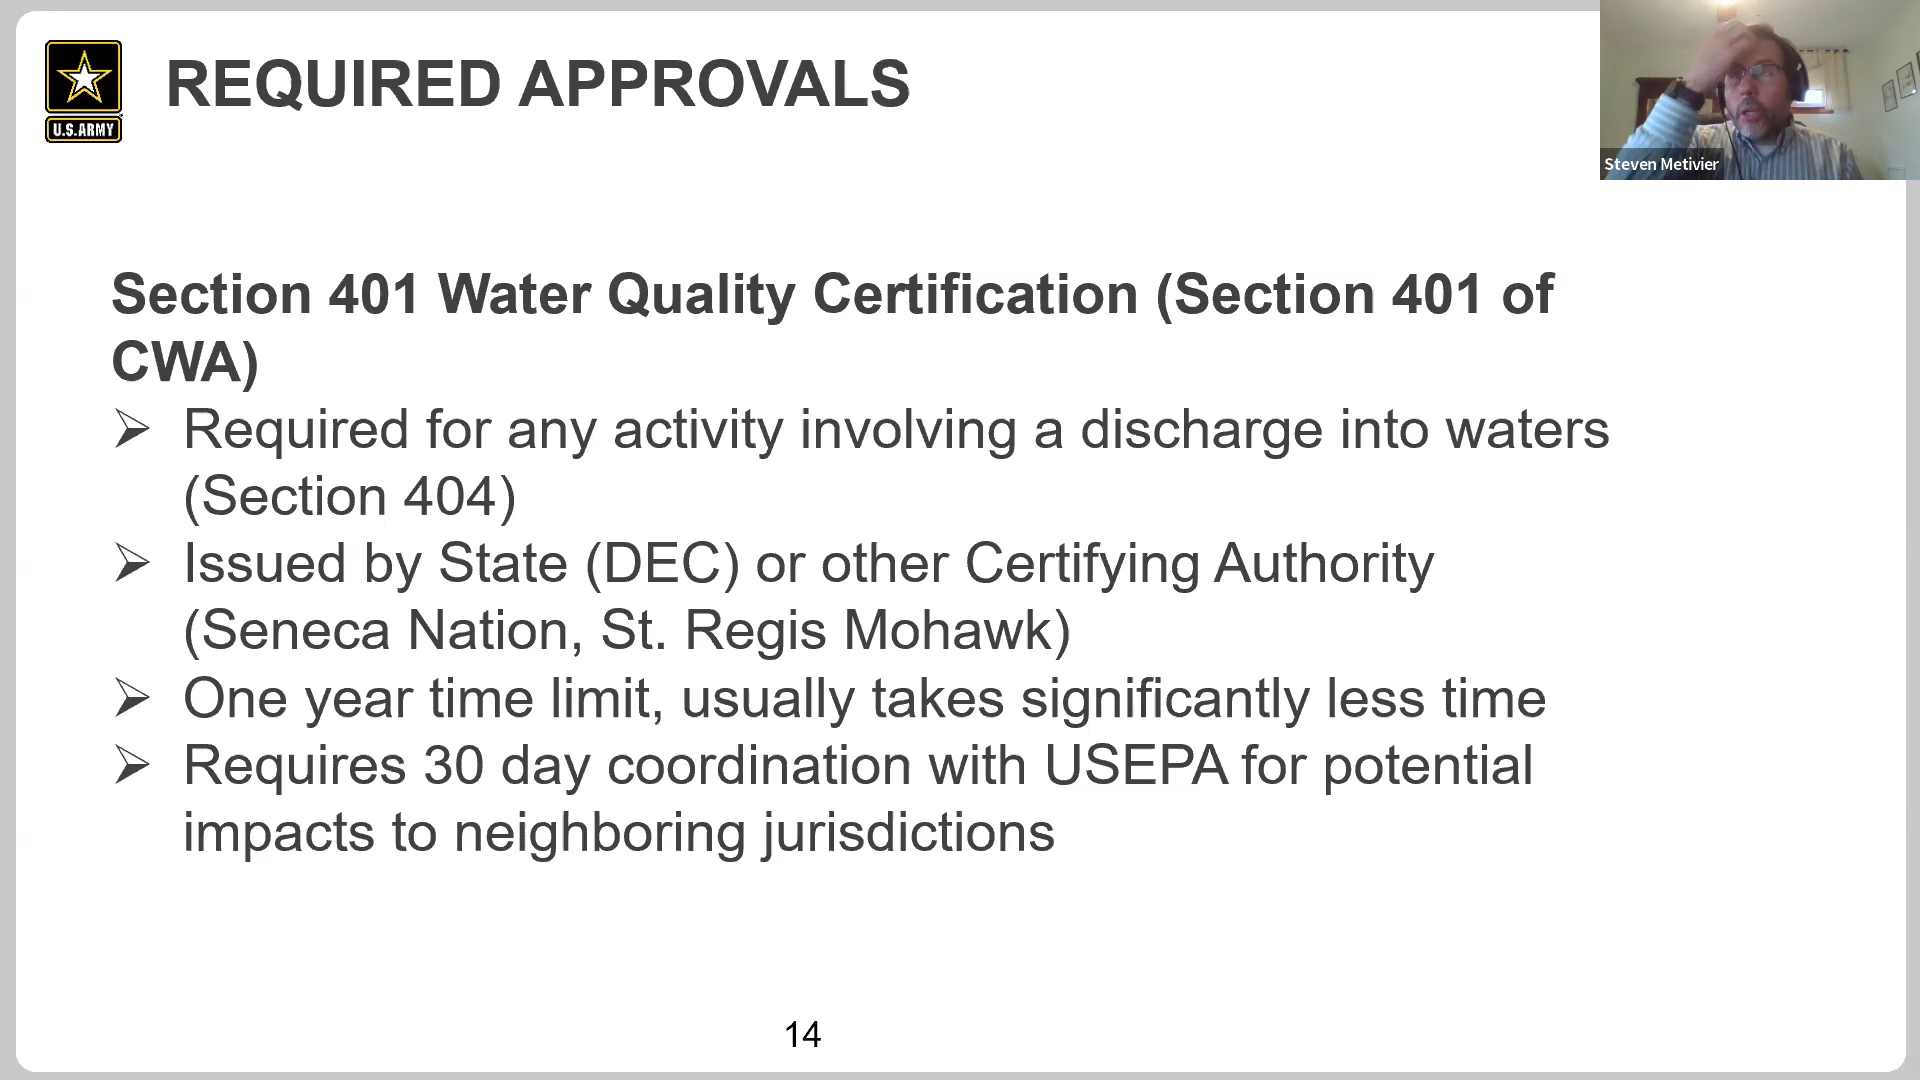 REQUIRED APPROVALS
U.S.ARMY
Steven Metivier
Section 401 Water Quality Certification (Section 401 of
CWA)
➢ Required for any activity involving a discharge into waters
(Section 404)
➢ Issued by State (DEC) or other Certifying Authority
(Seneca Nation, St. Regis Mohawk)
➢ One year time limit, usually takes significantly less time
➢ Requires 30 day coordination with USEPA for potential
impacts to neighboring jurisdictions
14